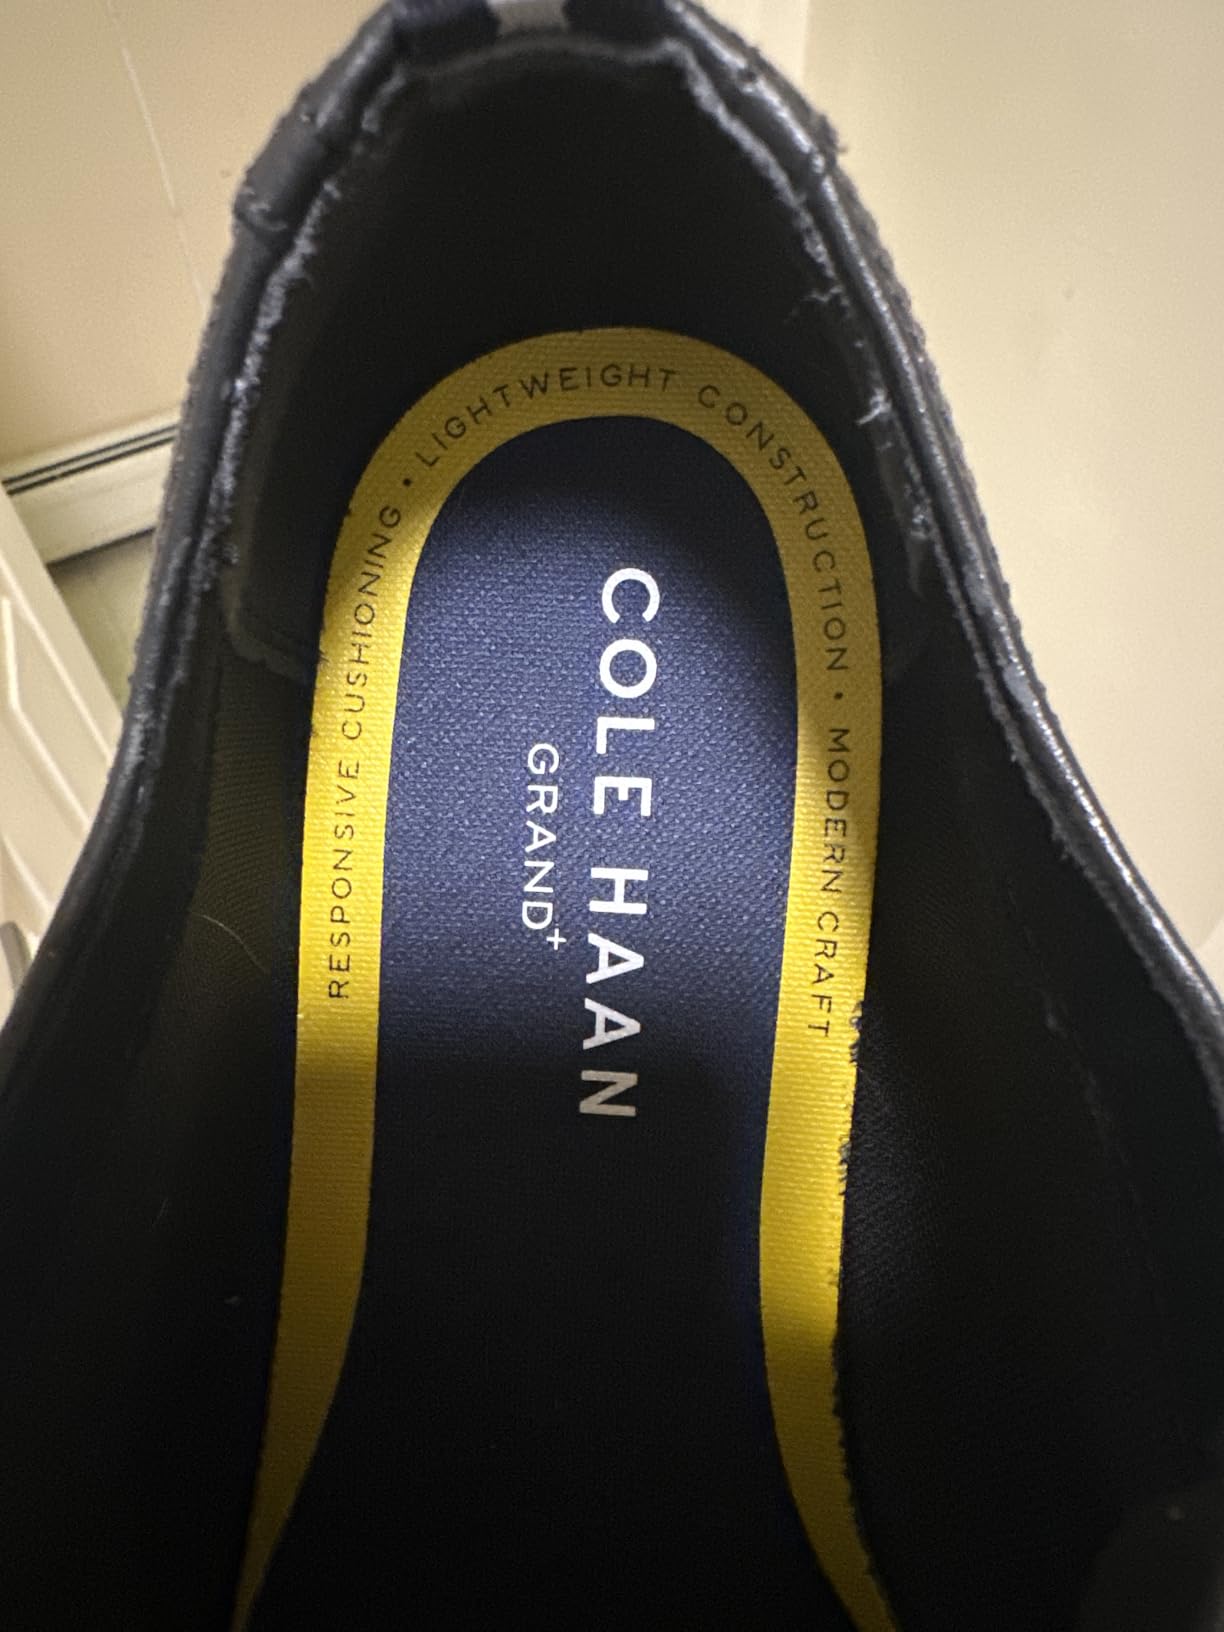 RESPONSIVE CUSHIONING • LIGHTWEIGHT CONSTRUCTION • MODERN CRAFT
COLE HAAN
GRAND+